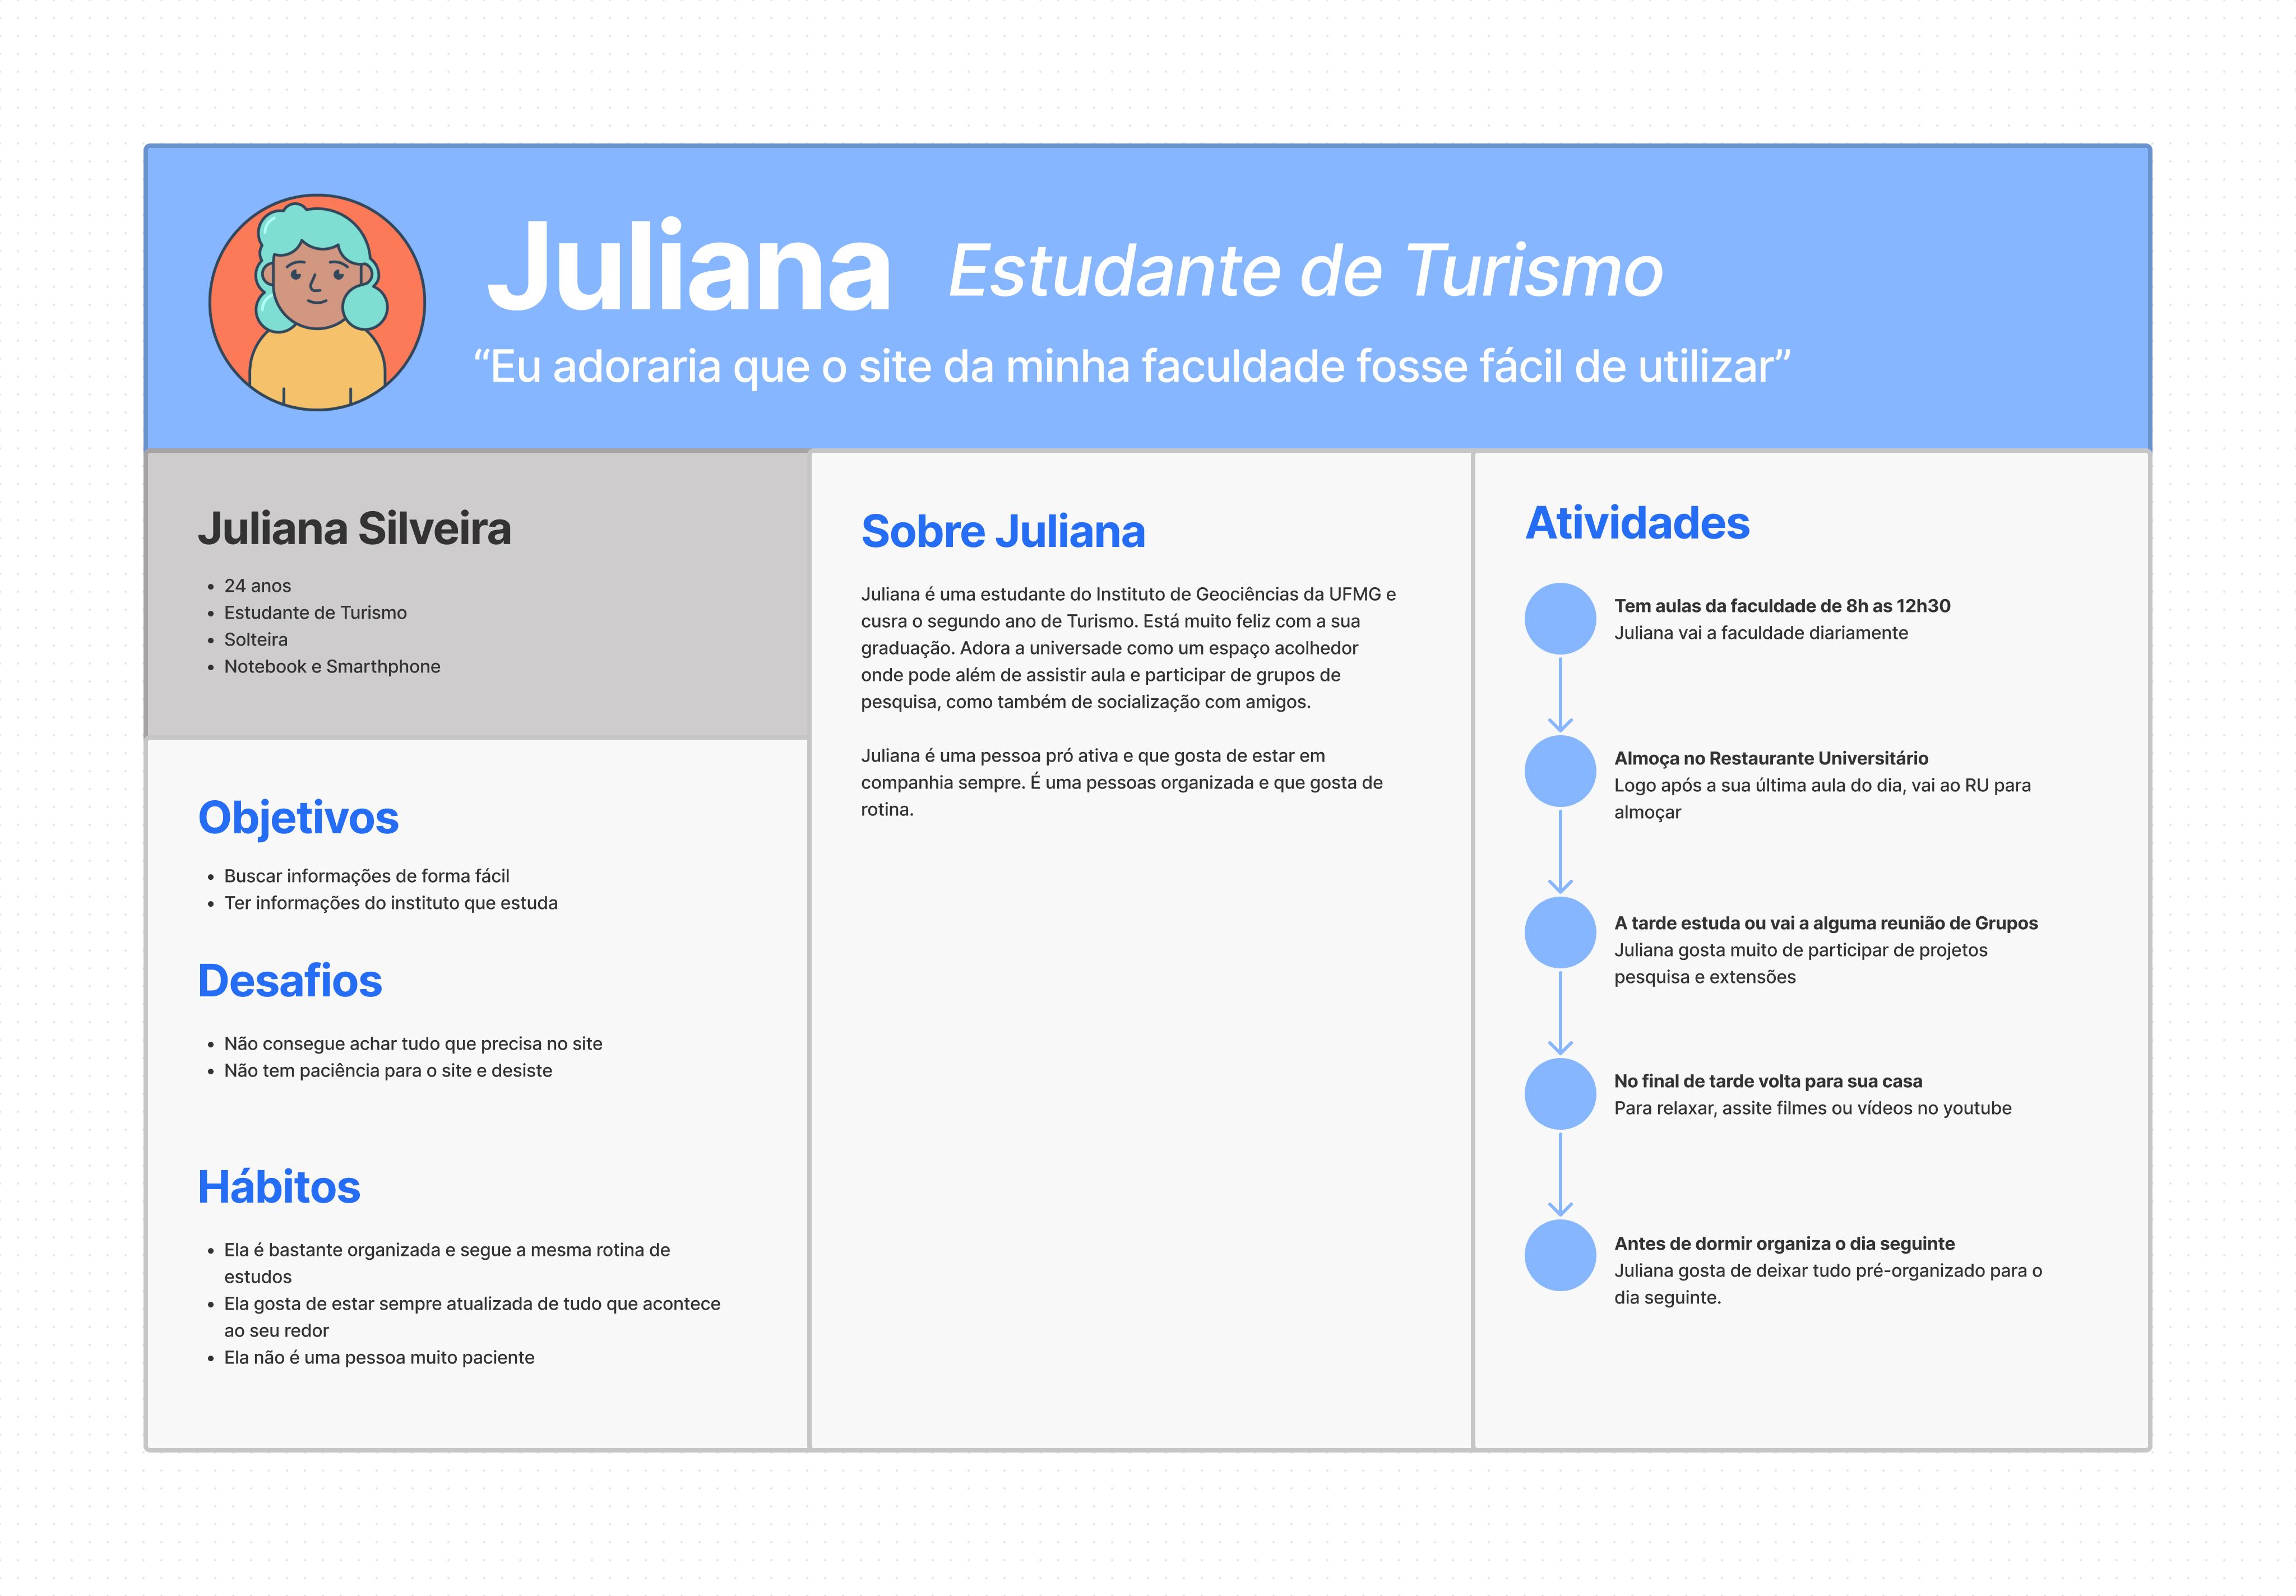 Juliana Estudante de Turismo
“Eu adoraria que o site da minha faculdade fosse fácil de utilizar”
Juliana Silveira
• 24 anos
• Estudante de Turismo
• Solteira
• Notebook e Smarthphone
Objetivos
• Buscar informações de forma fácil
• Ter informações do instituto que estuda
Desafios
• Não consegue achar tudo que precisa no site
• Não tem paciência para o site e desiste
Hábitos
• Ela é bastante organizada e segue a mesma rotina de
estudos
• Ela gosta de estar sempre atualizada de tudo que acontece
ao seu redor
• Ela não é uma pessoa muito paciente
Sobre Juliana
Juliana é uma estudante do Instituto de Geociências da UFMG e
cusra o segundo ano de Turismo. Está muito feliz com a sua
graduação. Adora a universade como um espaço acolhedor
onde pode além de assistir aula e participar de grupos de
pesquisa, como também de socialização com amigos.
Juliana é uma pessoa pró ativa e que gosta de estar em
companhia sempre. É uma pessoas organizada e que gosta de
rotina.
Atividades
Tem aulas da faculdade de 8h as 12h30
Juliana vai a faculdade diariamente
Almoça no Restaurante Universitário
Logo após a sua última aula do dia, vai ao RU para
almoçar
A tarde estuda ou vai a alguma reunião de Grupos
Juliana gosta muito de participar de projetos
pesquisa e extensões
No final de tarde volta para sua casa
Para relaxar, assite filmes ou vídeos no youtube
Antes de dormir organiza o dia seguinte
Juliana gosta de deixar tudo pré-organizado para o
dia seguinte.